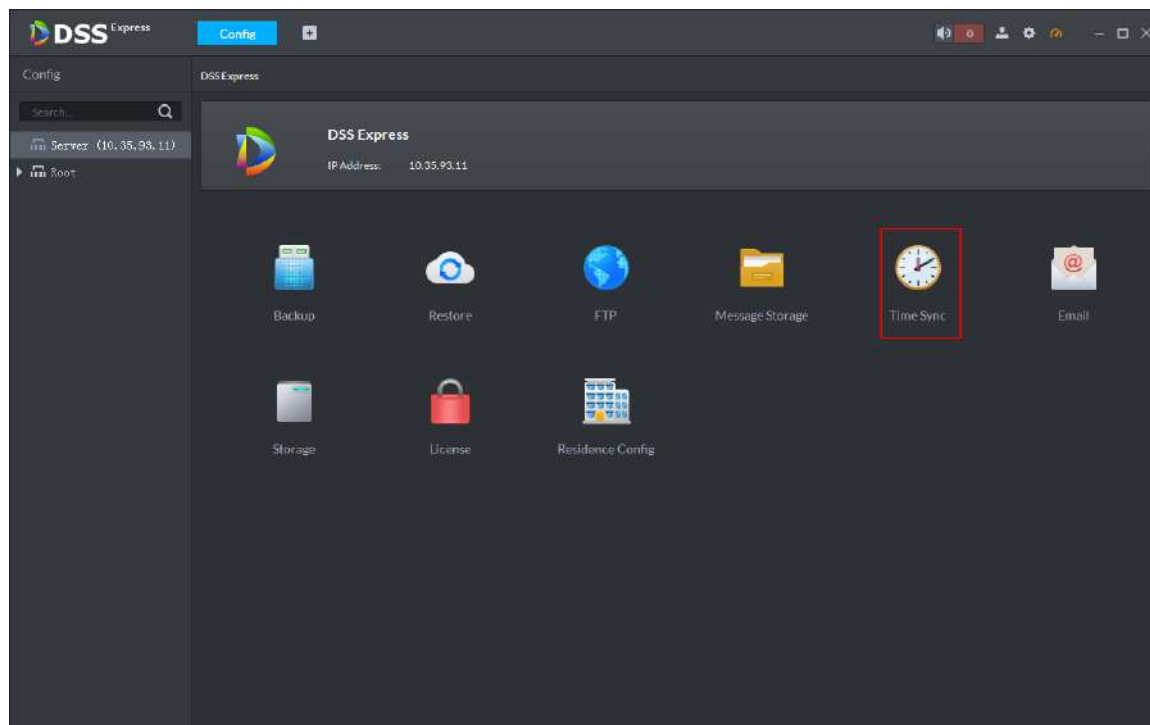 DSS Express
Config
0
Config
DSS Express
Search...
Server (10.35.93.11)
Root
DSS Express
IP Address: 10.35.93.11
Backup
Restore
FTP
Message Storage
Time Sync
Email
Storage
License
Residence Config